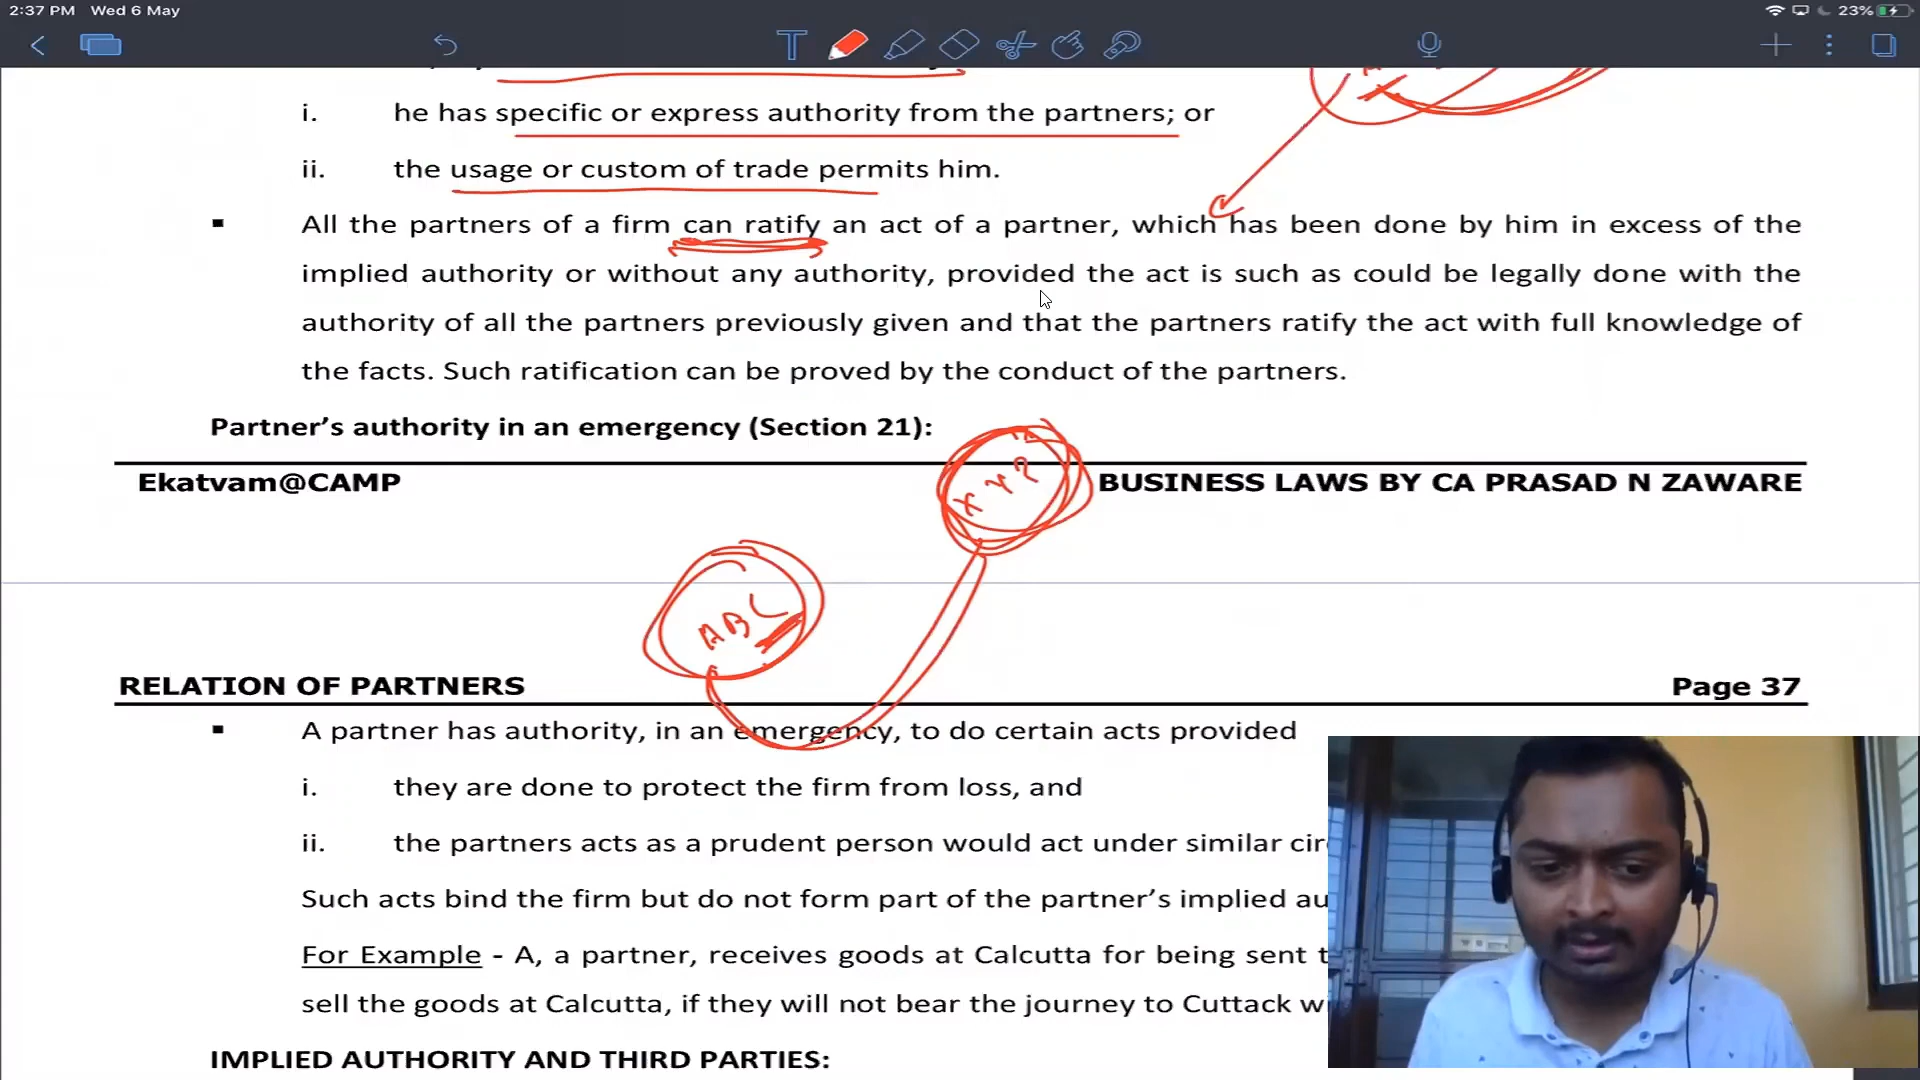 2:37 PM Wed 6 May
23%
T
i. he has specific or express authority from the partners; or
ii. the usage or custom of trade permits him.
▪ All the partners of a firm can ratify an act of a partner, which has been done by him in excess of the
implied authority or without any authority, provided the act is such as could be legally done with the
authority of all the partners previously given and that the partners ratify the act with full knowledge of
the facts. Such ratification can be proved by the conduct of the partners.
Partner’s authority in an emergency (Section 21):
Ekatvam@CAMP BUSINESS LAWS BY CA PRASAD N ZAWARE
X Y
ABC
RELATION OF PARTNERS Page 37
▪ A partner has authority, in an emergency, to do certain acts provided
i. they are done to protect the firm from loss, and
ii. the partners acts as a prudent person would act under similar cir
Such acts bind the firm but do not form part of the partner’s implied au
For Example - A, a partner, receives goods at Calcutta for being sent t
sell the goods at Calcutta, if they will not bear the journey to Cuttack w
IMPLIED AUTHORITY AND THIRD PARTIES: